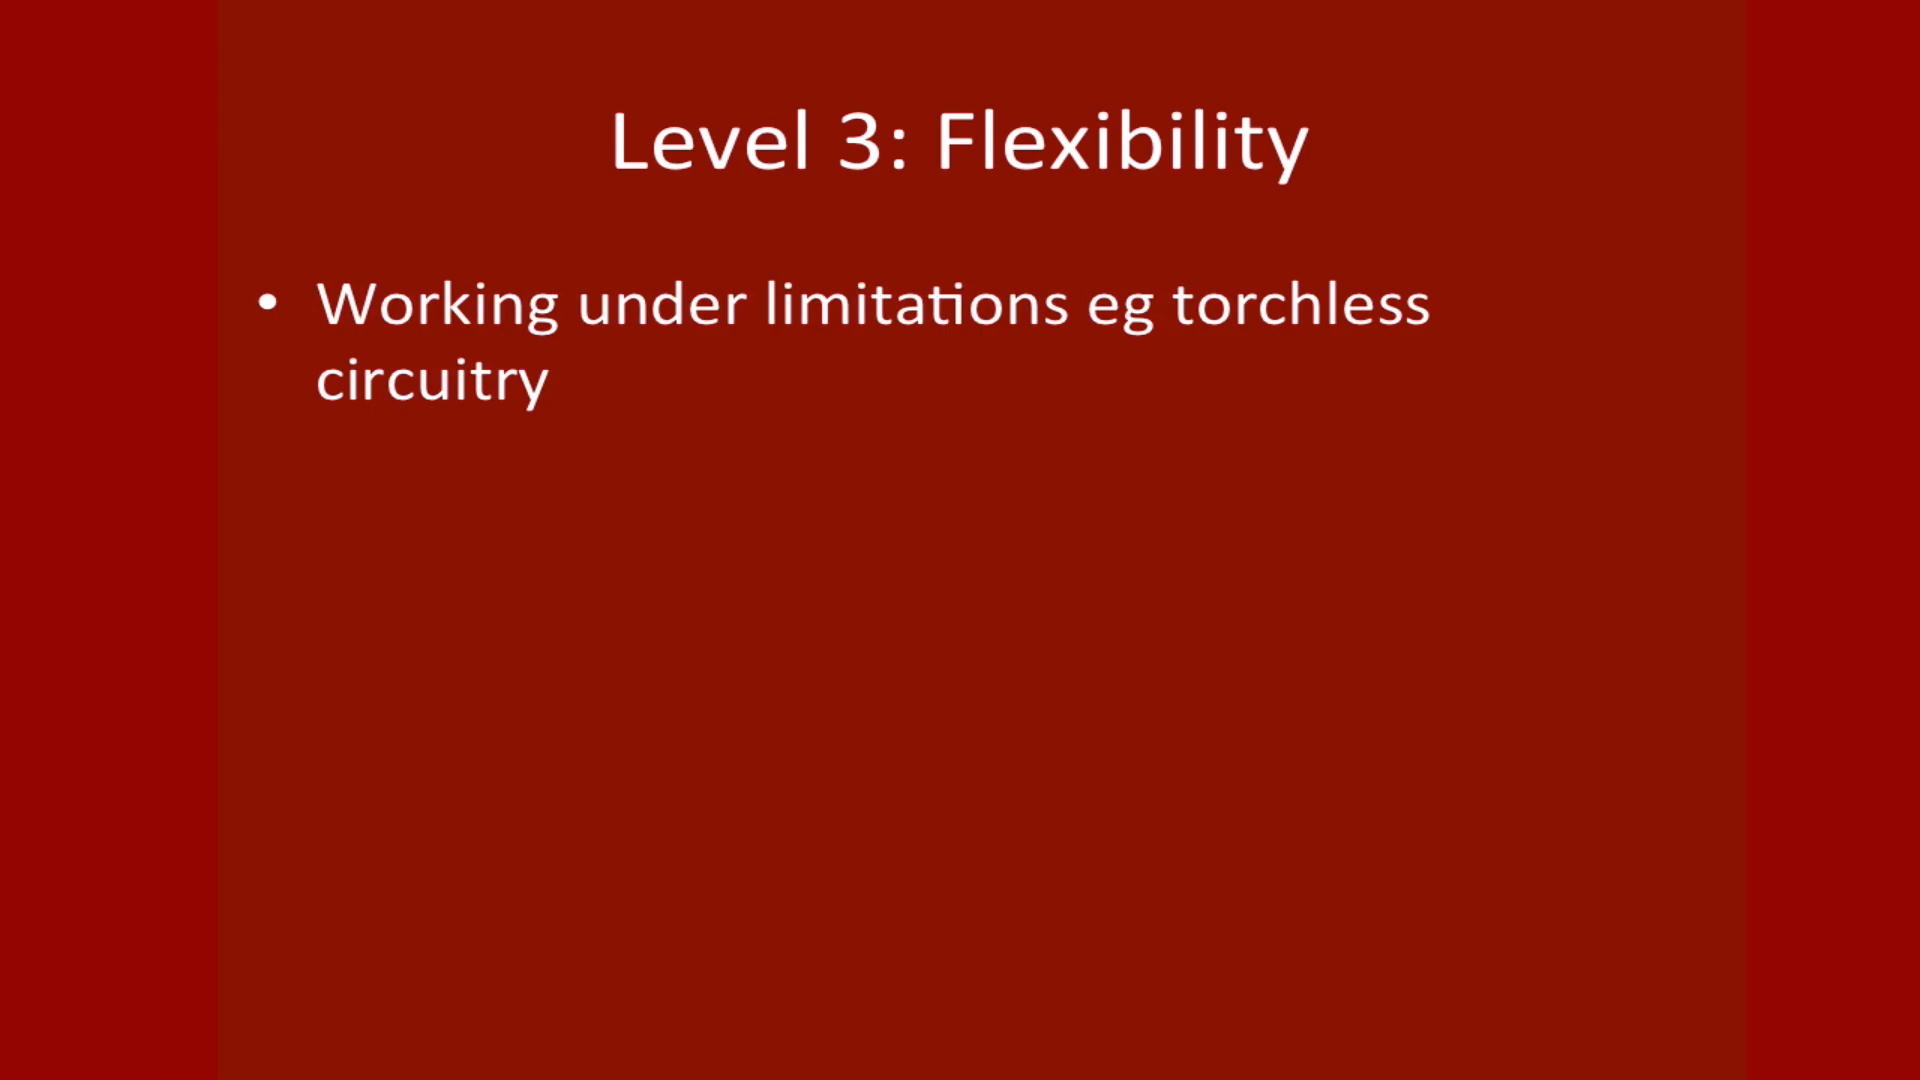 Level 3: Flexibility
• Working under limitations eg torchless
circuitry